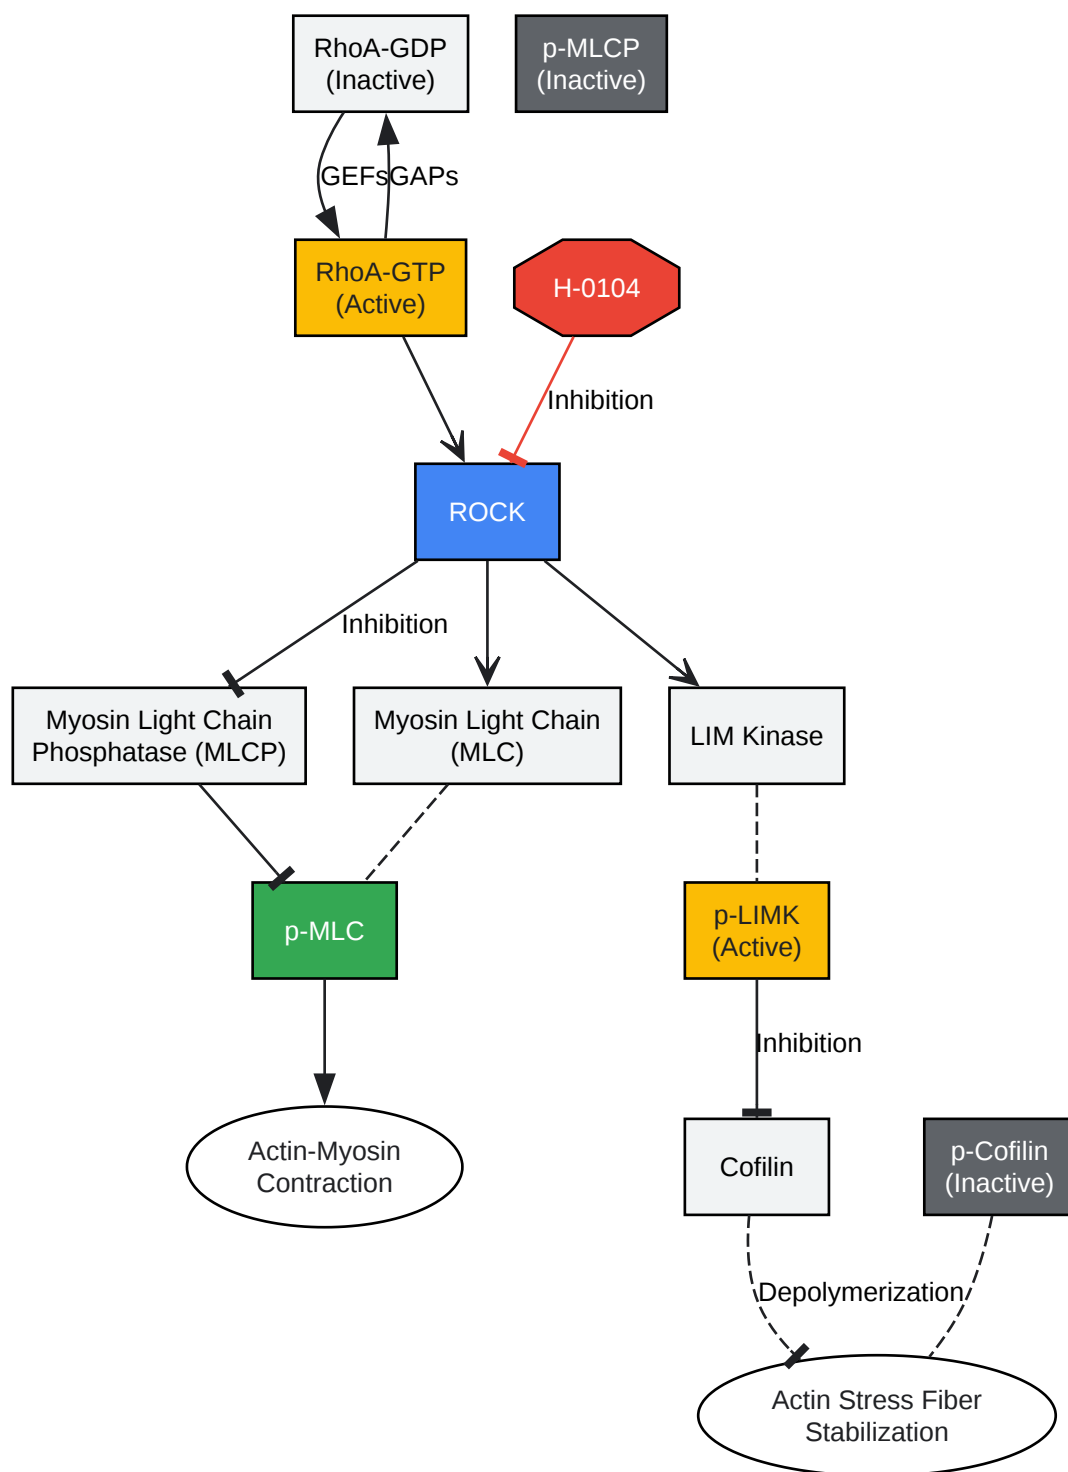 RhoA-GDP
(Inactive)
p-MLCP
(Inactive)
GEFs
GAPs
RhoA-GTP
(Active)
H-0104
Inhibition
ROCK
Inhibition
Myosin Light Chain
Phosphatase (MLCP)
Myosin Light Chain
(MLC)
LIM Kinase
p-MLC
p-LIMK
(Active)
Inhibition
Actin-Myosin
Contraction
Cofilin
p-Cofilin
(Inactive)
Depolymerization
Actin Stress Fiber
Stabilization